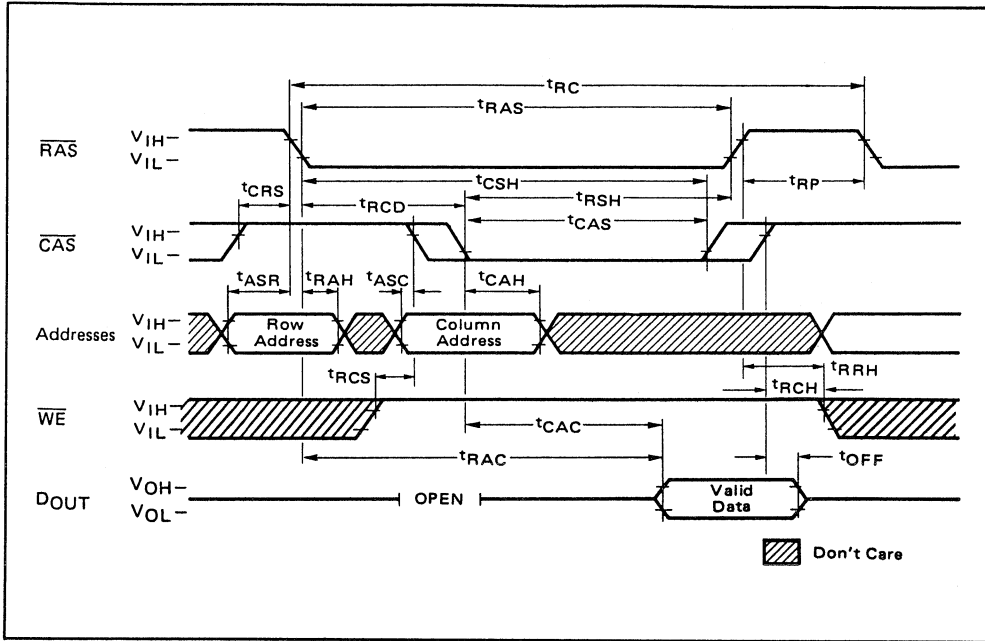 tRC
tRAS
RAS
VIH
VIL
tCSH
tRP
tCRS
tRCD
tRSH
tCAS
CAS
VIH
VIL
tASR
tRAH
tASC
tCAH
Addresses
VIH
VIL
Row
Address
Column
Address
tRCS
tRRH
tRCH
WE
VIH
VIL
tCAC
tRAC
tOFF
DOUT
VOH
VOL
OPEN
Valid
Data
Don't Care